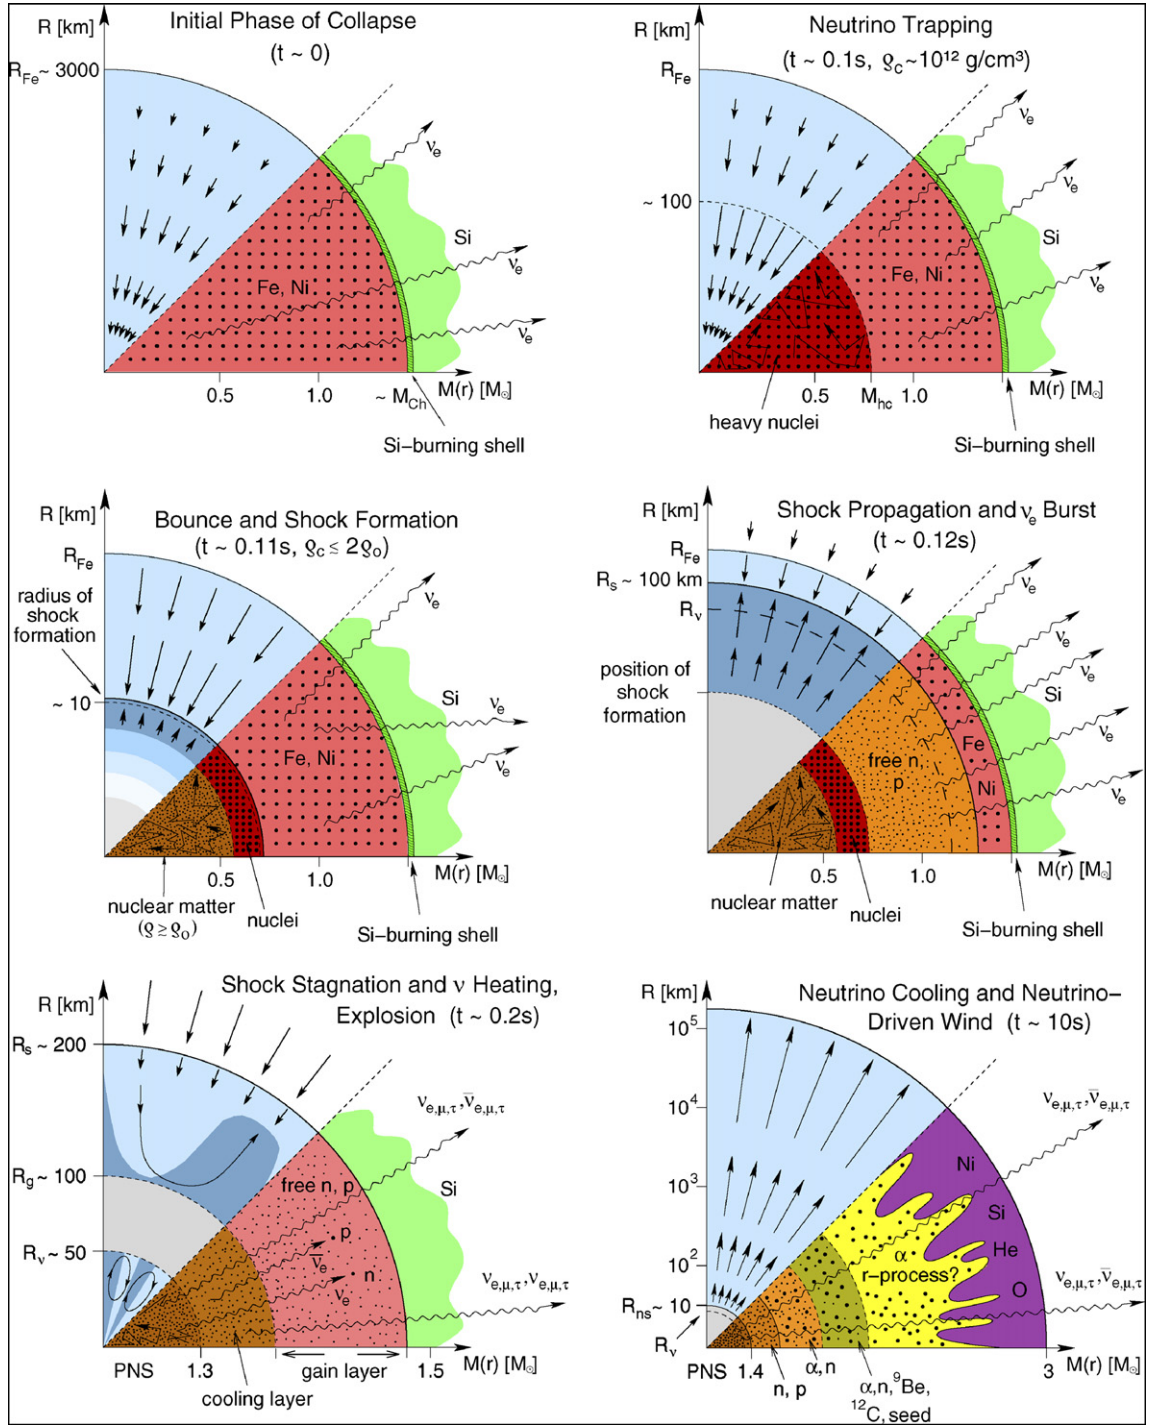 Initial Phase of Collapse
(t ~ 0)
R [km]
R_Fe ~ 3000
ν_e
Si
ν_e
Fe, Ni
ν_e
0.5
1.0
~ M_Ch
M(r) [M_☉]
Si–burning shell
Neutrino Trapping
(t ~ 0.1s, ϱ_c~10¹² g/cm³)
R [km]
R_Fe
ν_e
ν_e
~ 100
Si
Fe, Ni
ν_e
0.5
M_hc
1.0
M(r) [M_☉]
heavy nuclei
Si–burning shell
Bounce and Shock Formation
(t ~ 0.11s, ϱ_c ≲ 2ϱ_o)
R [km]
R_Fe
radius of
shock
formation
ν_e
~ 10
Si
ν_e
Fe, Ni
ν_e
0.5
1.0
M(r) [M_☉]
nuclear matter
(ϱ ≳ ϱ_o)
nuclei
Si–burning shell
Shock Propagation and ν_e Burst
(t ~ 0.12s)
R [km]
R_Fe
R_s ~ 100 km
R_ν
ν_e
ν_e
position of
shock
formation
Si
ν_e
Fe
free n,
p
ν_e
Ni
ν_e
0.5
1.0
M(r) [M_☉]
nuclear matter
nuclei
Si–burning shell
Shock Stagnation and ν Heating,
Explosion (t ~ 0.2s)
R [km]
R_s ~ 200
ν_e,μ,τ, ν̄_e,μ,τ
R_g ~ 100
free n, p
Si
p
R_ν ~ 50
ν̄_e
n
ν_e
ν_e,μ,τ, ν_e,μ,τ
PNS
1.3
gain layer
1.5
M(r) [M_☉]
cooling layer
Neutrino Cooling and Neutrino–
Driven Wind (t ~ 10s)
R [km]
10⁵
10⁴
ν_e,μ,τ, ν̄_e,μ,τ
Ni
10³
Si
α
He
10²
r–process?
ν_e,μ,τ, ν̄_e,μ,τ
O
R_ns ~ 10
R_ν
PNS
1.4
α,n
3
M(r) [M_☉]
n, p
α,n,⁹Be,
¹²C, seed